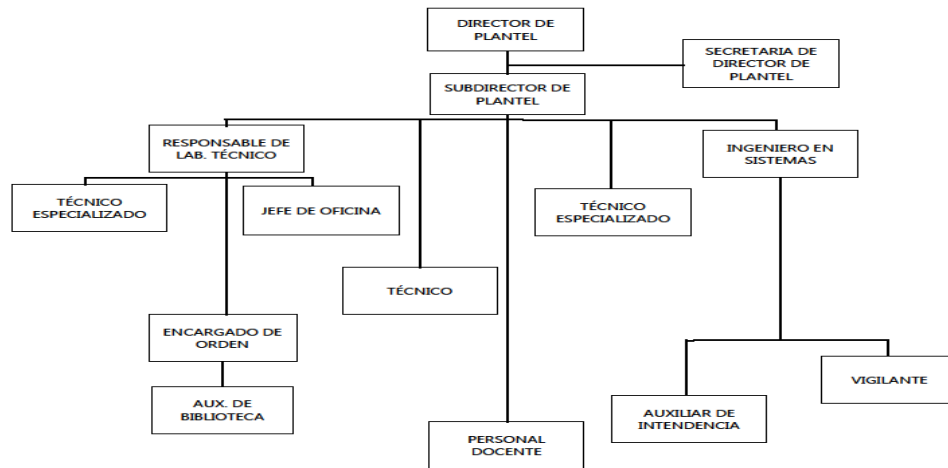 DIRECTOR DE
PLANTEL
SECRETARIA DE
DIRECTOR DE
PLANTEL
SUBDIRECTOR DE
PLANTEL
RESPONSABLE DE
LAB. TÉCNICO
INGENIERO EN
SISTEMAS
TÉCNICO
ESPECIALIZADO
JEFE DE OFICINA
TÉCNICO
ESPECIALIZADO
TÉCNICO
ENCARGADO DE
ORDEN
VIGILANTE
AUX. DE
BIBLIOTECA
AUXILIAR DE
INTENDENCIA
PERSONAL
DOCENTE